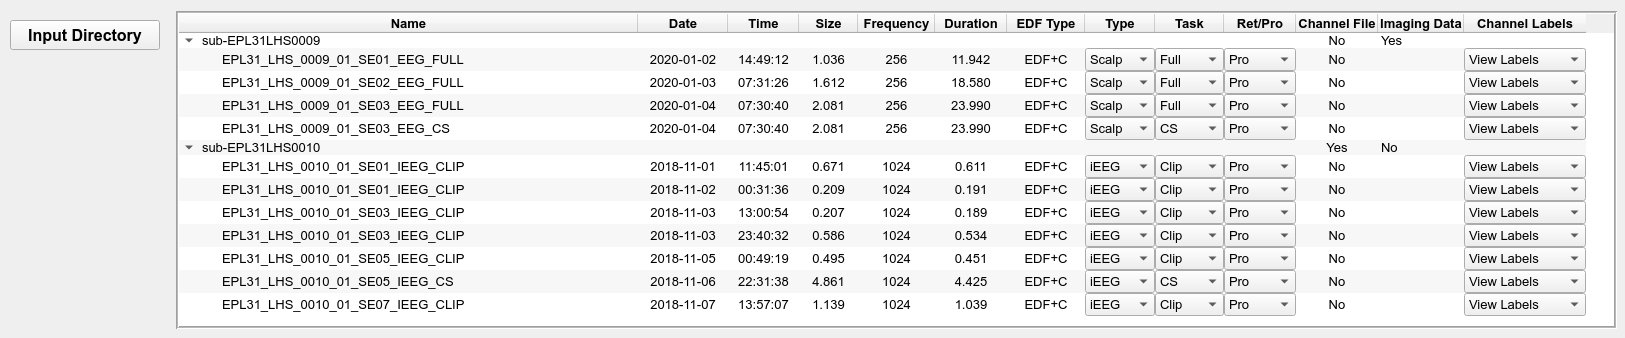 Input Directory
Name Date Time Size Frequency Duration EDF Type Type Task Ret/Pro Channel File Imaging Data Channel Labels
sub-EPL31LHS0009 No Yes
EPL31_LHS_0009_01_SE01_EEG_FULL 2020-01-02 14:49:12 1.036 256 11.942 EDF+C Scalp Full Pro No View Labels
EPL31_LHS_0009_01_SE02_EEG_FULL 2020-01-03 07:31:26 1.612 256 18.580 EDF+C Scalp Full Pro No View Labels
EPL31_LHS_0009_01_SE03_EEG_FULL 2020-01-04 07:30:40 2.081 256 23.990 EDF+C Scalp Full Pro No View Labels
EPL31_LHS_0009_01_SE03_EEG_CS 2020-01-04 07:30:40 2.081 256 23.990 EDF+C Scalp CS Pro No View Labels
sub-EPL31LHS0010 Yes No
EPL31_LHS_0010_01_SE01_IEEG_CLIP 2018-11-01 11:45:01 0.671 1024 0.611 EDF+C iEEG Clip Pro No View Labels
EPL31_LHS_0010_01_SE01_IEEG_CLIP 2018-11-02 00:31:36 0.209 1024 0.191 EDF+C iEEG Clip Pro No View Labels
EPL31_LHS_0010_01_SE03_IEEG_CLIP 2018-11-03 13:00:54 0.207 1024 0.189 EDF+C iEEG Clip Pro No View Labels
EPL31_LHS_0010_01_SE03_IEEG_CLIP 2018-11-03 23:40:32 0.586 1024 0.534 EDF+C iEEG Clip Pro No View Labels
EPL31_LHS_0010_01_SE05_IEEG_CLIP 2018-11-05 00:49:19 0.495 1024 0.451 EDF+C iEEG Clip Pro No View Labels
EPL31_LHS_0010_01_SE05_IEEG_CS 2018-11-06 22:31:38 4.861 1024 4.425 EDF+C iEEG CS Pro No View Labels
EPL31_LHS_0010_01_SE07_IEEG_CLIP 2018-11-07 13:57:07 1.139 1024 1.039 EDF+C iEEG Clip Pro No View Labels